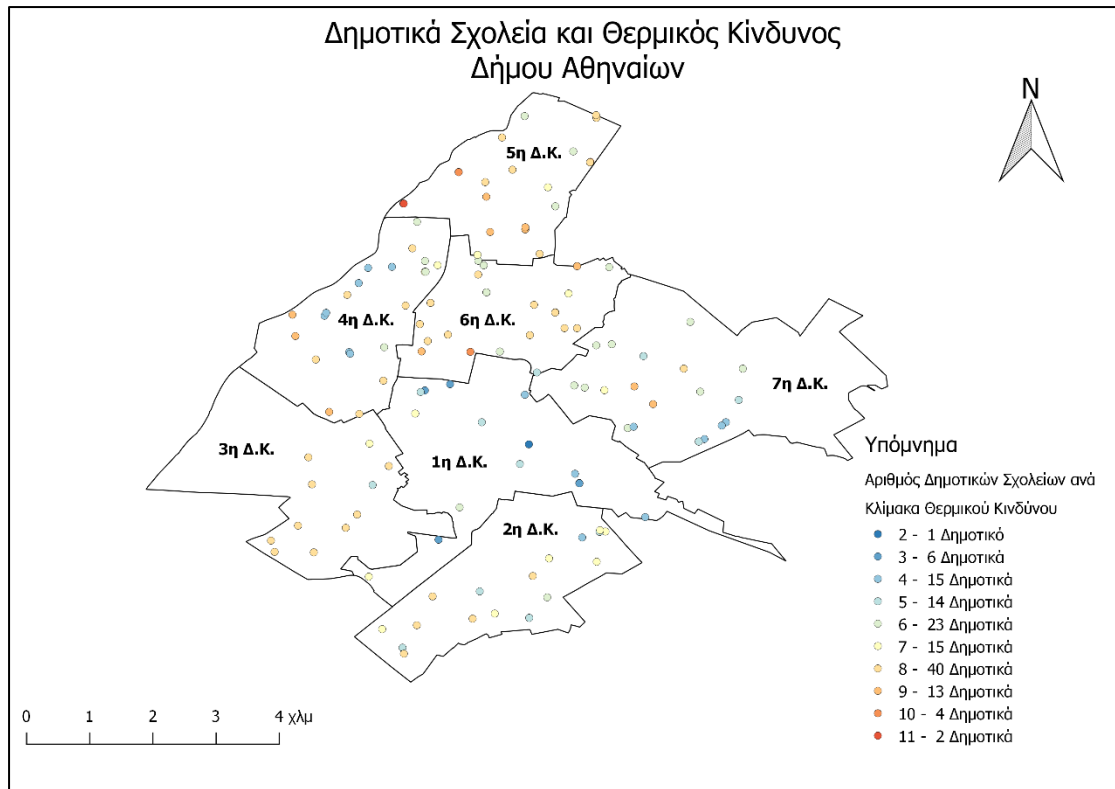 Δημοτικά Σχολεία και Θερμικός Κίνδυνος
Δήμου Αθηναίων
N
5η Δ.Κ.
4η Δ.Κ.
6η Δ.Κ.
7η Δ.Κ.
3η Δ.Κ.
1η Δ.Κ.
2η Δ.Κ.
Υπόμνημα
Αριθμός Δημοτικών Σχολείων ανά
Κλίμακα Θερμικού Κινδύνου
2 - 1 Δημοτικό
3 - 6 Δημοτικά
4 - 15 Δημοτικά
5 - 14 Δημοτικά
6 - 23 Δημοτικά
7 - 15 Δημοτικά
8 - 40 Δημοτικά
9 - 13 Δημοτικά
10 - 4 Δημοτικά
11 - 2 Δημοτικά
0 1 2 3 4 χλμ